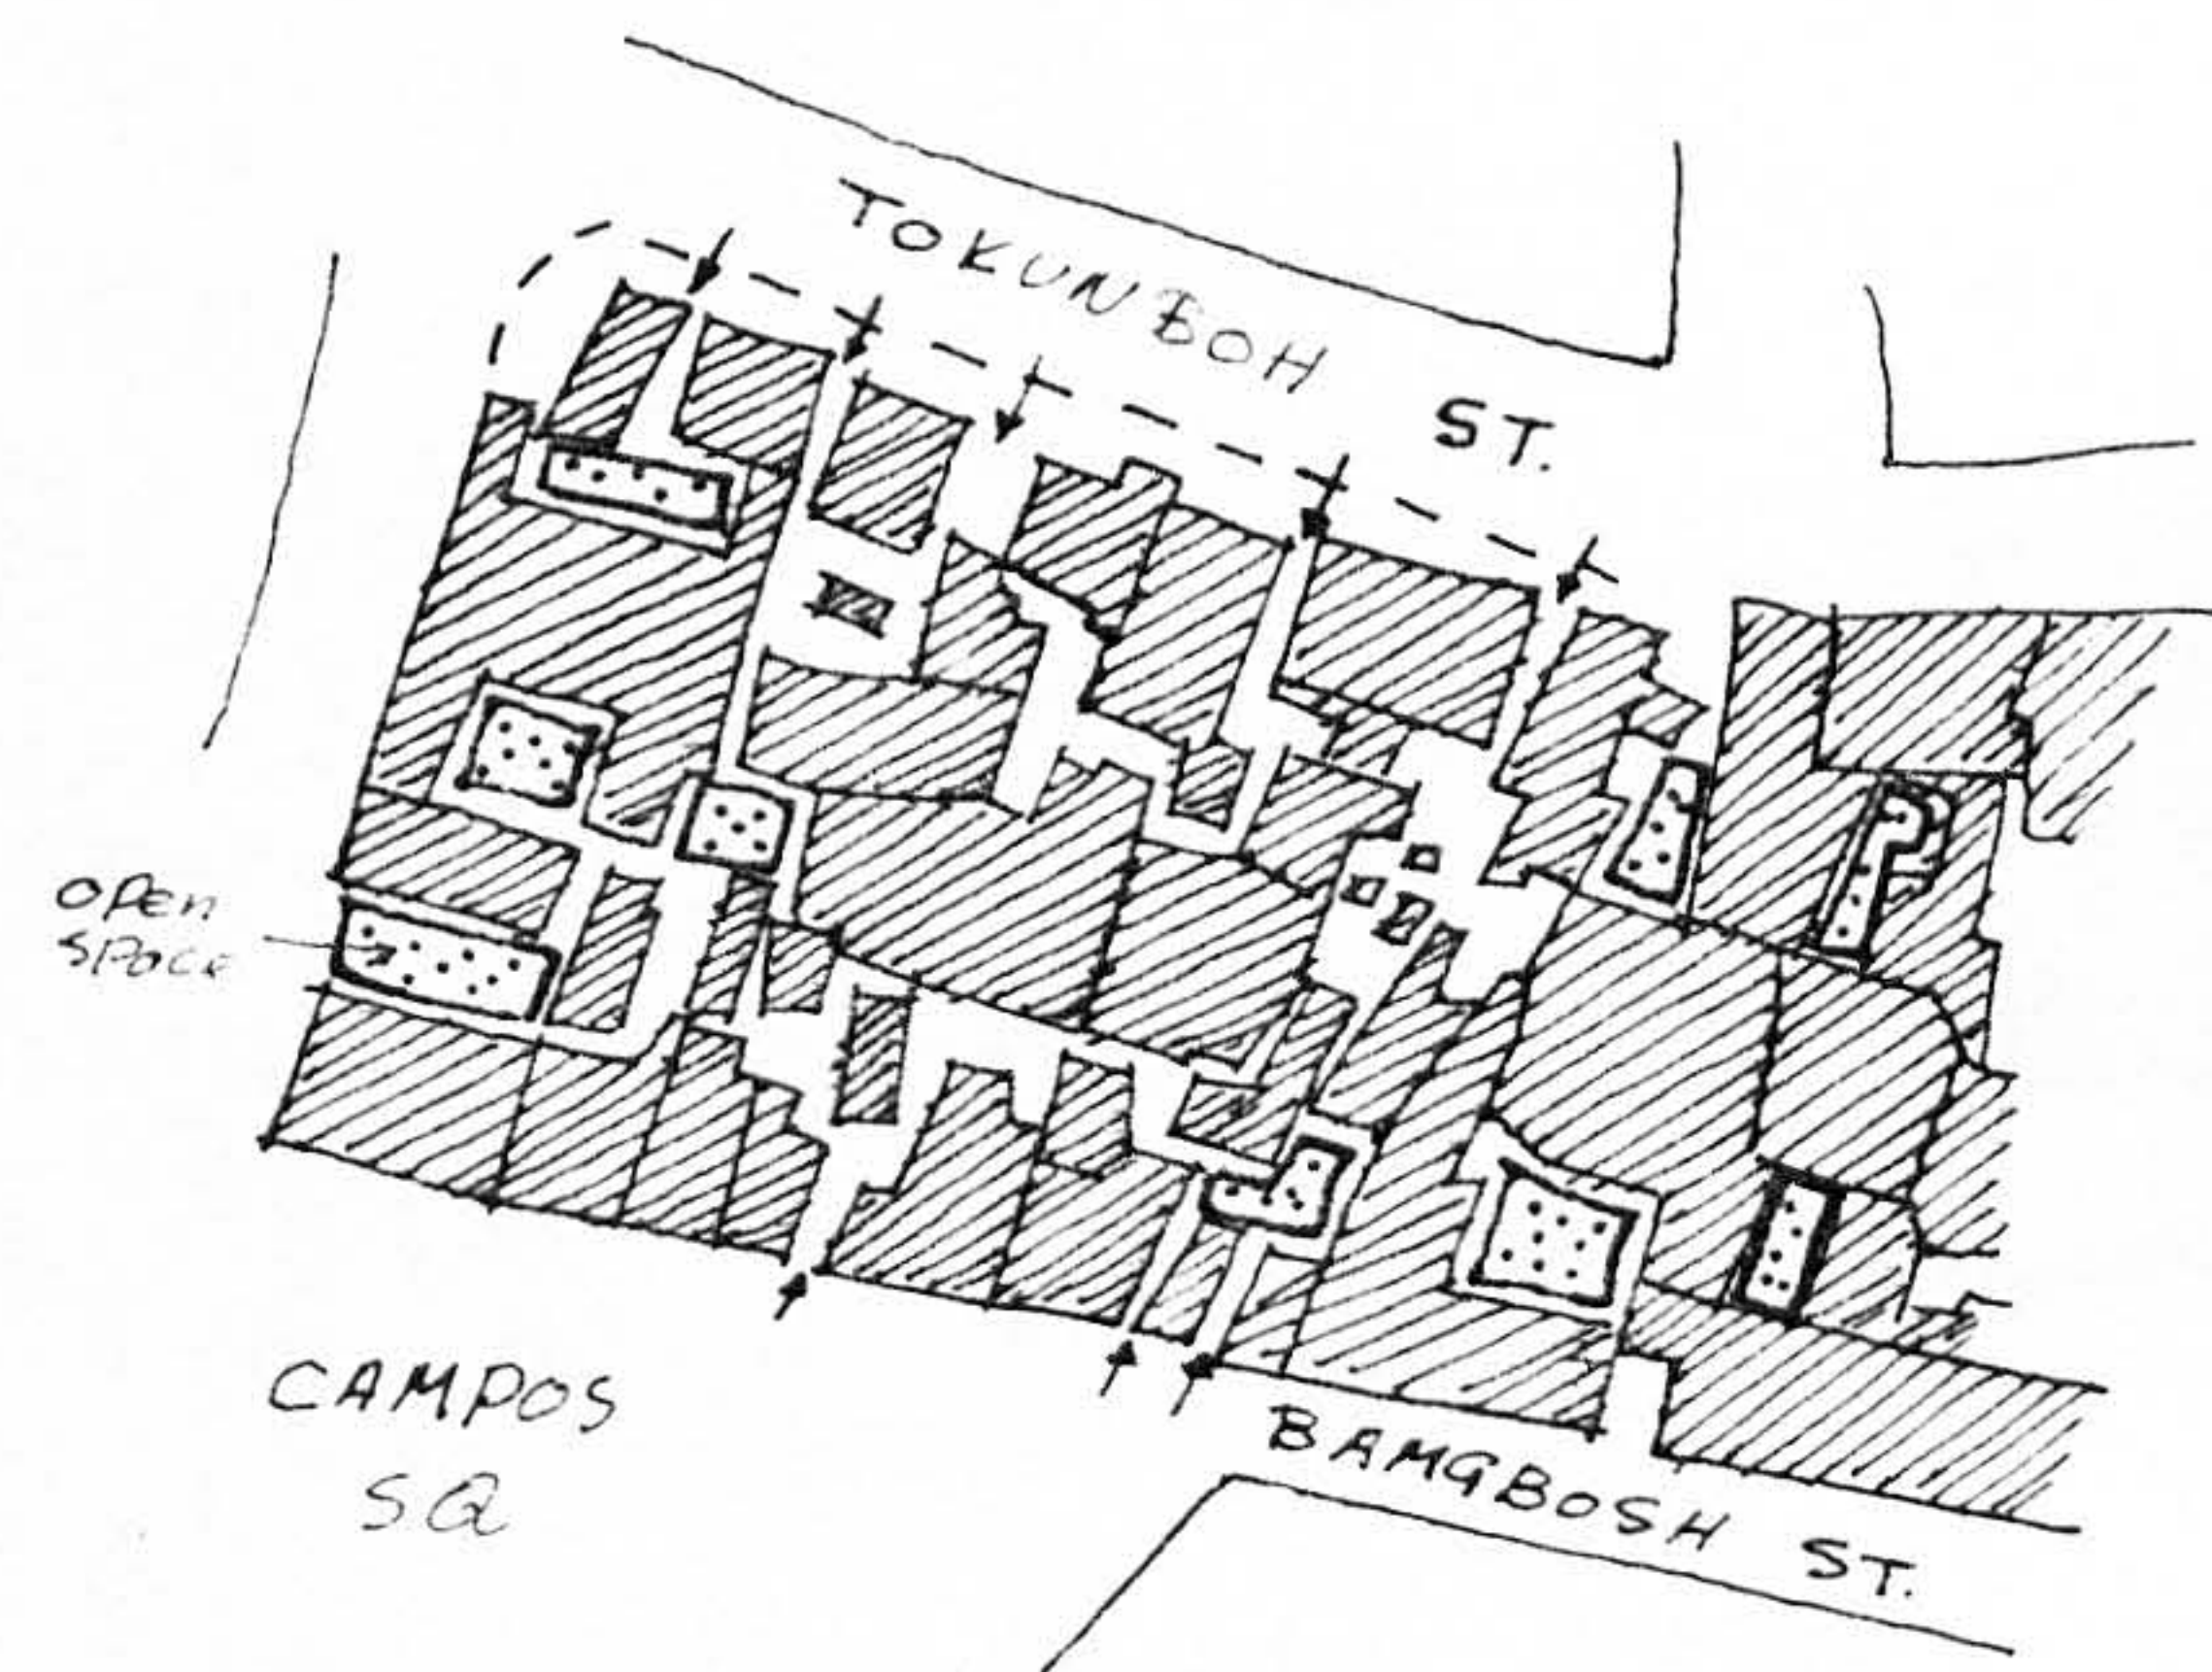 TOKUNBOH ST.
OPen
SPace
CAMPOS
SQ
BAMGBOSH ST.